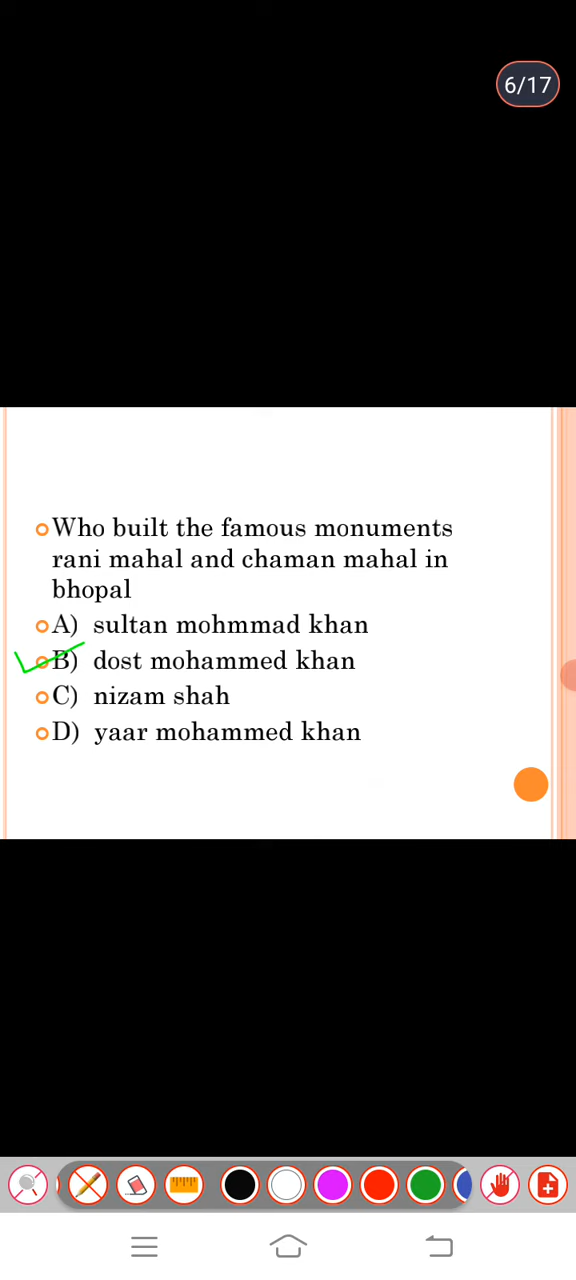 6/17
Who built the famous monuments
rani mahal and chaman mahal in
bhopal
A) sultan mohmmad khan
B) dost mohammed khan
C) nizam shah
D) yaar mohammed khan